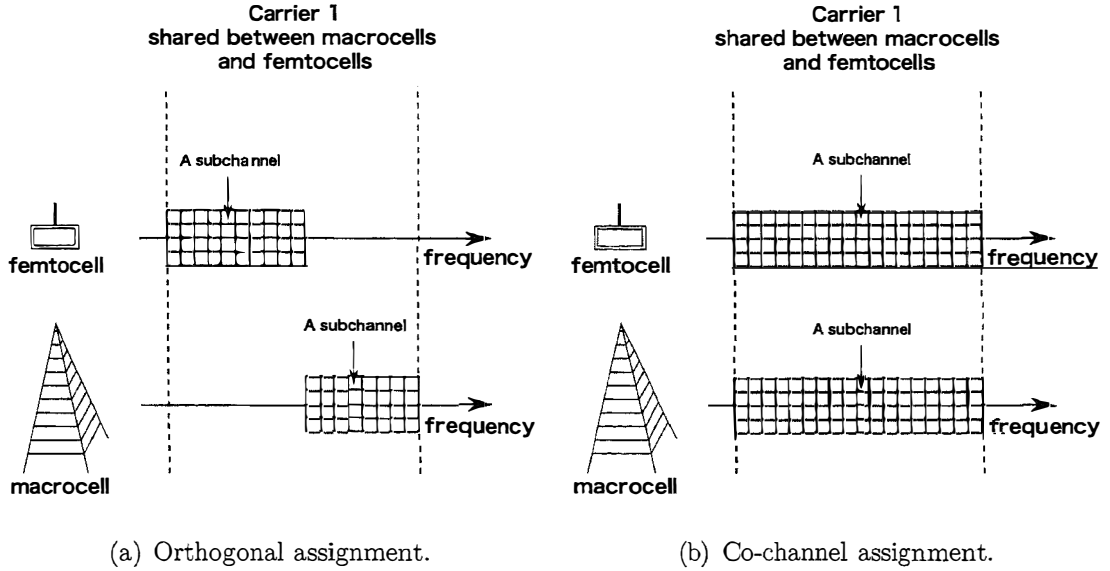 Carrier 1
shared between macrocells
and femtocells
A subchannel
femtocell
frequency
A subchannel
macrocell
frequency
(a) Orthogonal assignment.
Carrier 1
shared between macrocells
and femtocells
A subchannel
femtocell
frequency
A subchannel
macrocell
frequency
(b) Co-channel assignment.